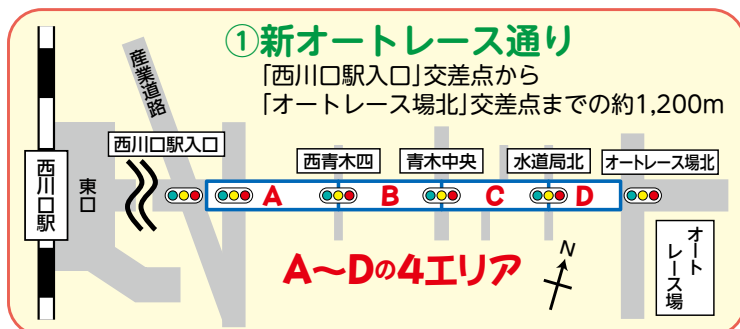 ①新オートレース通り
「西川口駅入口」交差点から
「オートレース場北」交差点までの約1,200m
産業道路
西川口駅入口
西川口駅
東口
西青木四
青木中央
水道局北
オートレース場北
A
B
C
D
A〜Dの4エリア
N
オートレース場